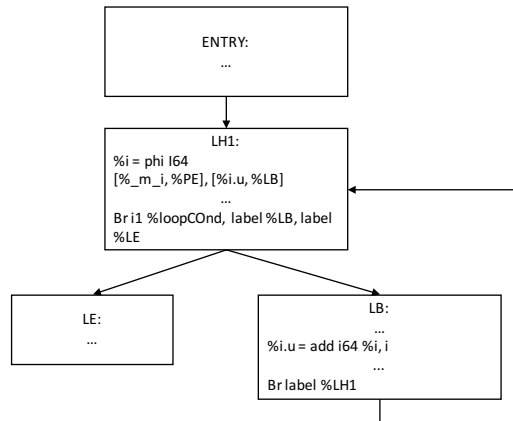 ENTRY:
…
LH1:
%i = phi I64
[%_m_i, %PE], [%i.u, %LB]
…
Br i1 %loopCOnd, label %LB, label
%LE
LE:
…
LB:
…
%i.u = add i64 %i, i
…
Br label %LH1